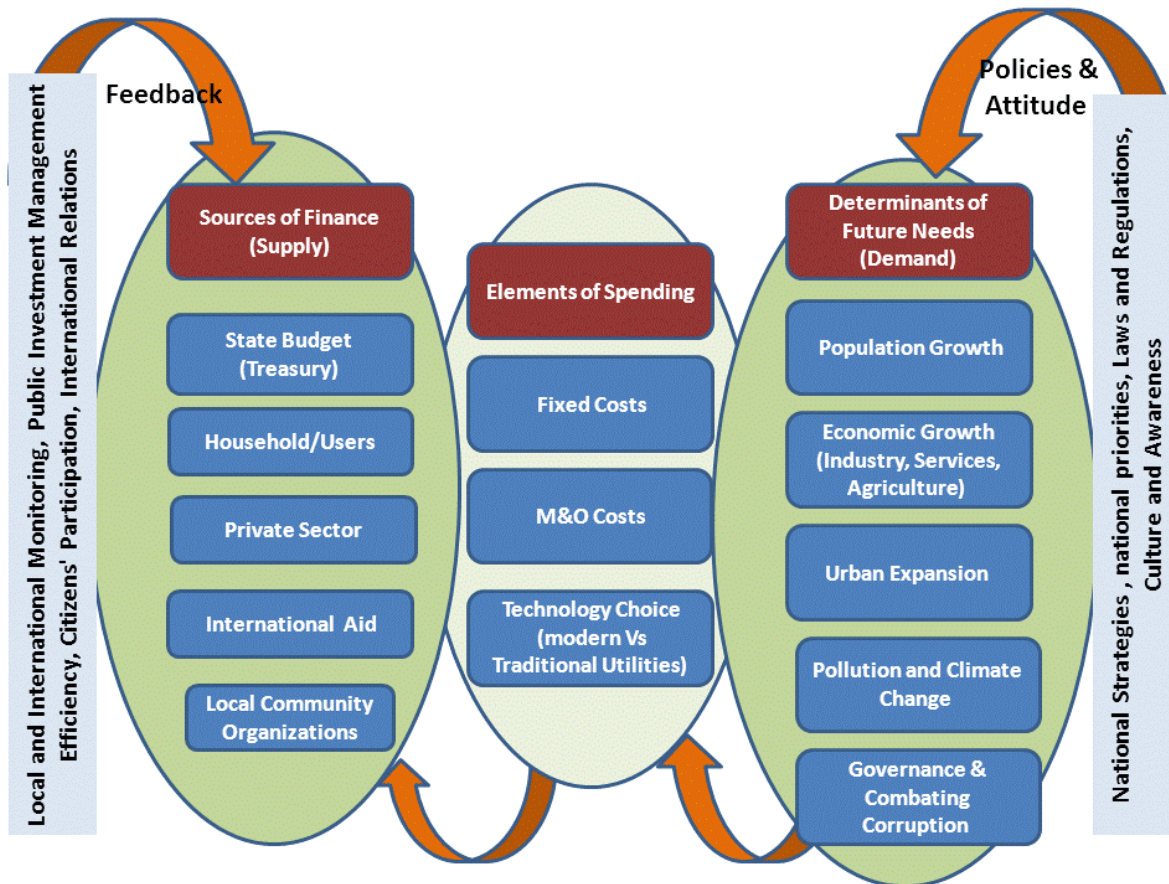 Local and International Monitoring, Public Investment Management
Efficiency, Citizens' Participation, International Relations
Feedback
Sources of Finance
(Supply)
State Budget
(Treasury)
Household/Users
Private Sector
International Aid
Local Community
Organizations
Elements of Spending
Fixed Costs
M&O Costs
Technology Choice
(modern Vs
Traditional Utilities)
Policies &
Attitude
Determinants of
Future Needs
(Demand)
Population Growth
Economic Growth
(Industry, Services,
Agriculture)
Urban Expansion
Pollution and Climate
Change
Governance &
Combating
Corruption
National Strategies , national priorities, Laws and Regulations,
Culture and Awareness